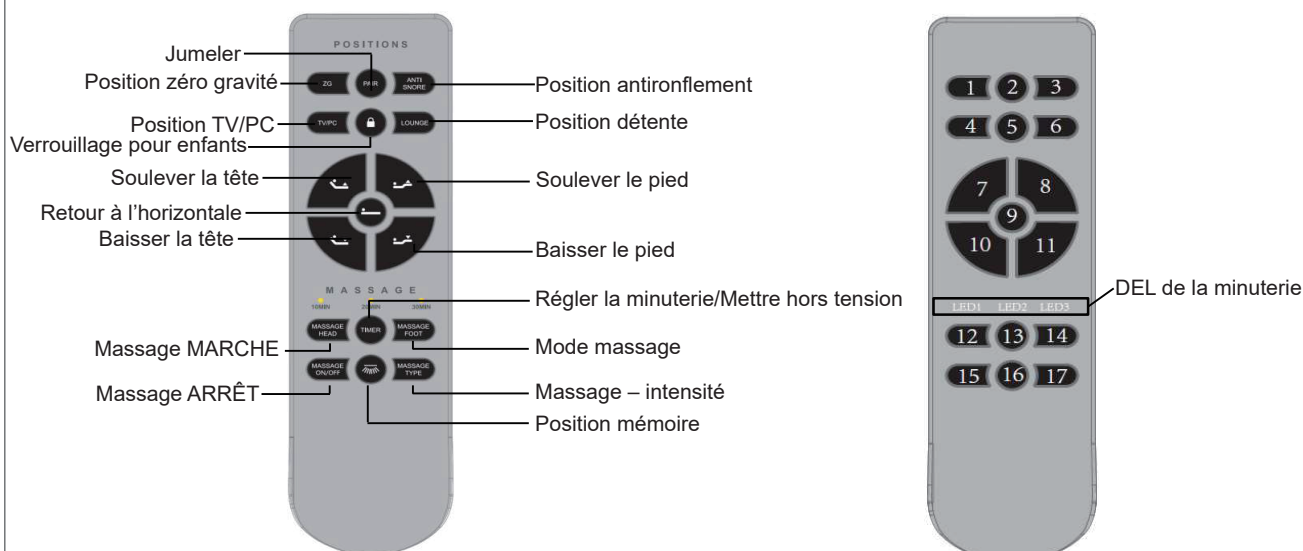 POSITIONS
Jumeler
Position zéro gravité
ZG
PAIR
ANTI
SNORE
Position antironflement
Position TV/PC
TV/PC
LOUNGE
Position détente
Verrouillage pour enfants
Soulever la tête
Soulever le pied
Retour à l’horizontale
Baisser la tête
Baisser le pied
MASSAGE
10MIN 20MIN 30MIN
Régler la minuterie/Mettre hors tension
MASSAGE
HEAD
TIMER
MASSAGE
FOOT
Massage MARCHE
Mode massage
MASSAGE
ON/OFF
MASSAGE
TYPE
Massage ARRÊT
Massage – intensité
Position mémoire
1 2 3
4 5 6
7 8
9
10 11
DEL de la minuterie
LED1 LED2 LED3
12 13 14
15 16 17